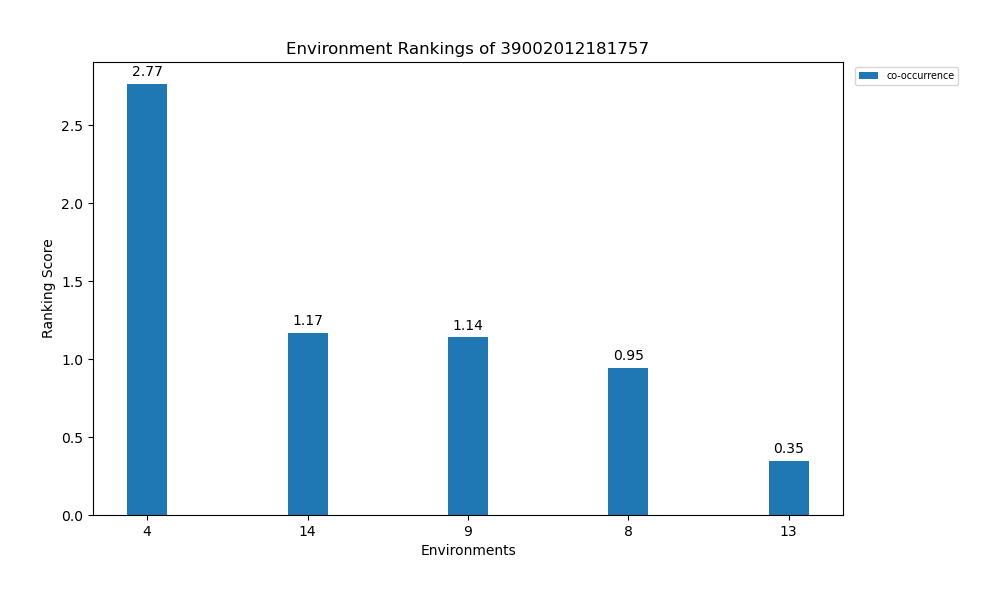 Environment Rankings of 39002012181757
co-occurrence
2.77
1.17
1.14
0.95
0.35
Ranking Score
2.5
2.0
1.5
1.0
0.5
0.0
4 14 9 8 13
Environments